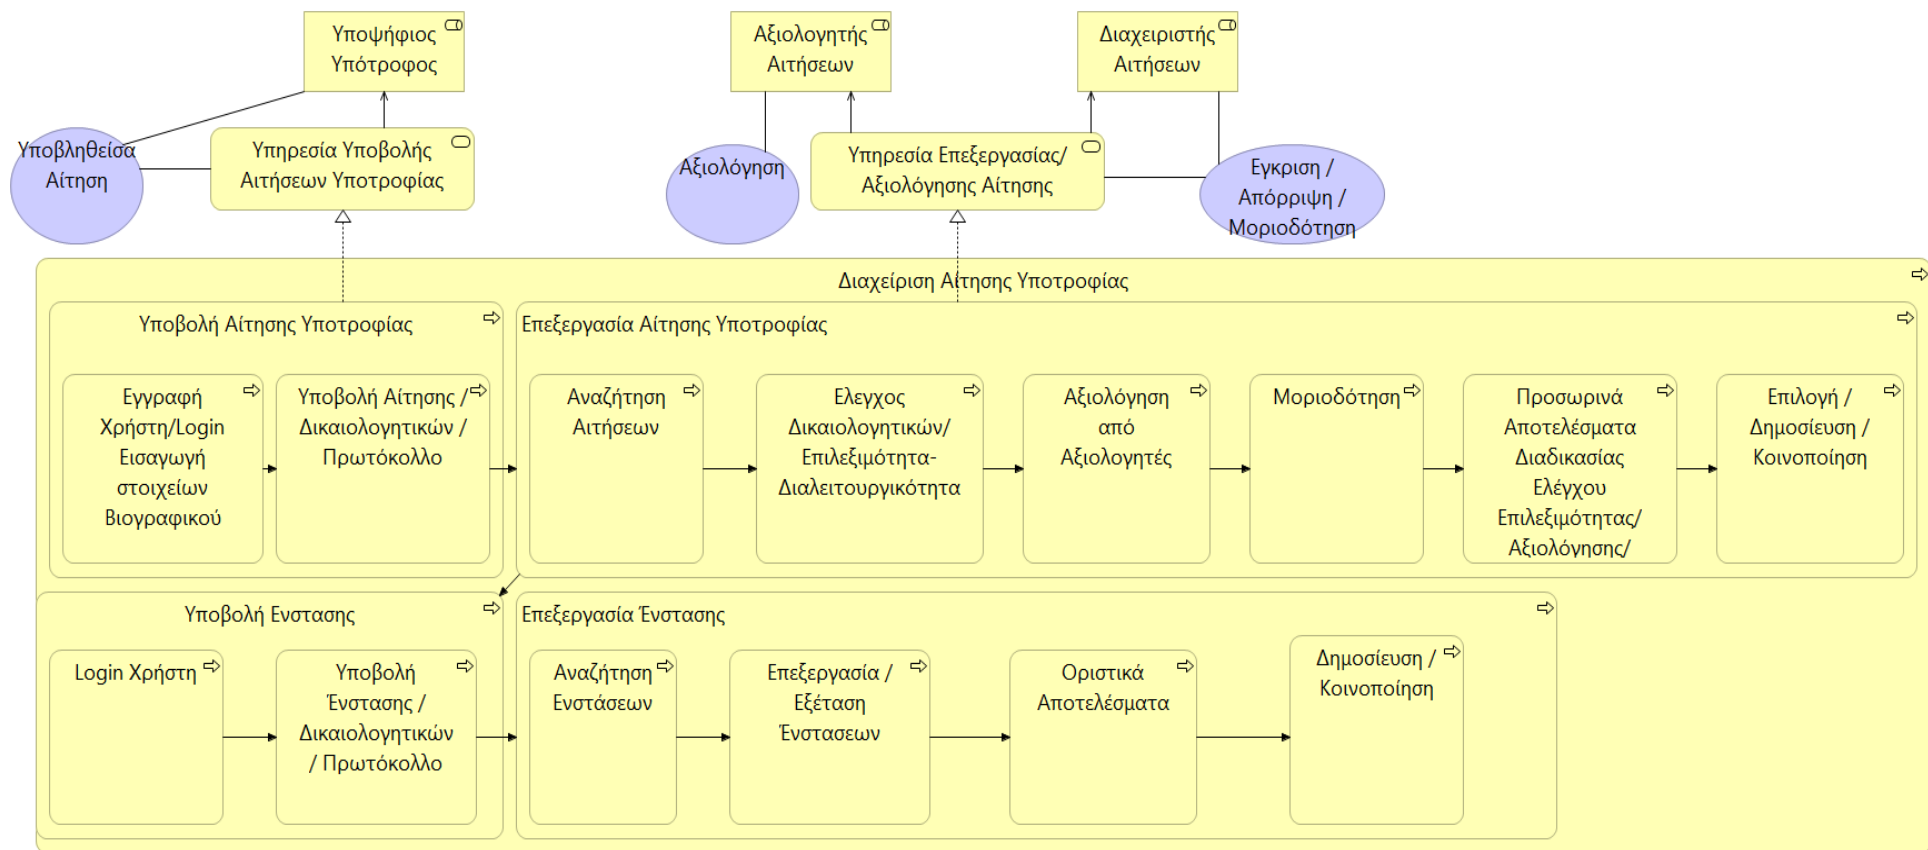 Υποψήφιος
Υπότροφος
Αξιολογητής
Αιτήσεων
Διαχειριστής
Αιτήσεων
Υποβληθείσα
Αίτηση
Υπηρεσία Υποβολής
Αιτήσεων Υποτροφίας
Αξιολόγηση
Υπηρεσία Επεξεργασίας/
Αξιολόγησης Αίτησης
Εγκριση /
Απόρριψη /
Μοριοδότηση
Διαχείριση Αίτησης Υποτροφίας
Υποβολή Αίτησης Υποτροφίας
Επεξεργασία Αίτησης Υποτροφίας
Εγγραφή
Χρήστη/Login
Εισαγωγή
στοιχείων
Βιογραφικού
Υποβολή Αίτησης /
Δικαιολογητικών /
Πρωτόκολλο
Αναζήτηση
Αιτήσεων
Ελεγχος
Δικαιολογητικών/
Επιλεξιμότητα-
Διαλειτουργικότητα
Αξιολόγηση
από
Αξιολογητές
Μοριοδότηση
Προσωρινά
Αποτελέσματα
Διαδικασίας
Ελέγχου
Επιλεξιμότητας/
Αξιολόγησης/
Επιλογή /
Δημοσίευση /
Κοινοποίηση
Υποβολή Ενστασης
Επεξεργασία Ένστασης
Login Χρήστη
Υποβολή
Ένστασης /
Δικαιολογητικών
/ Πρωτόκολλο
Αναζήτηση
Ενστάσεων
Επεξεργασία /
Εξέταση
Ένστασεων
Οριστικά
Αποτελέσματα
Δημοσίευση /
Κοινοποίηση